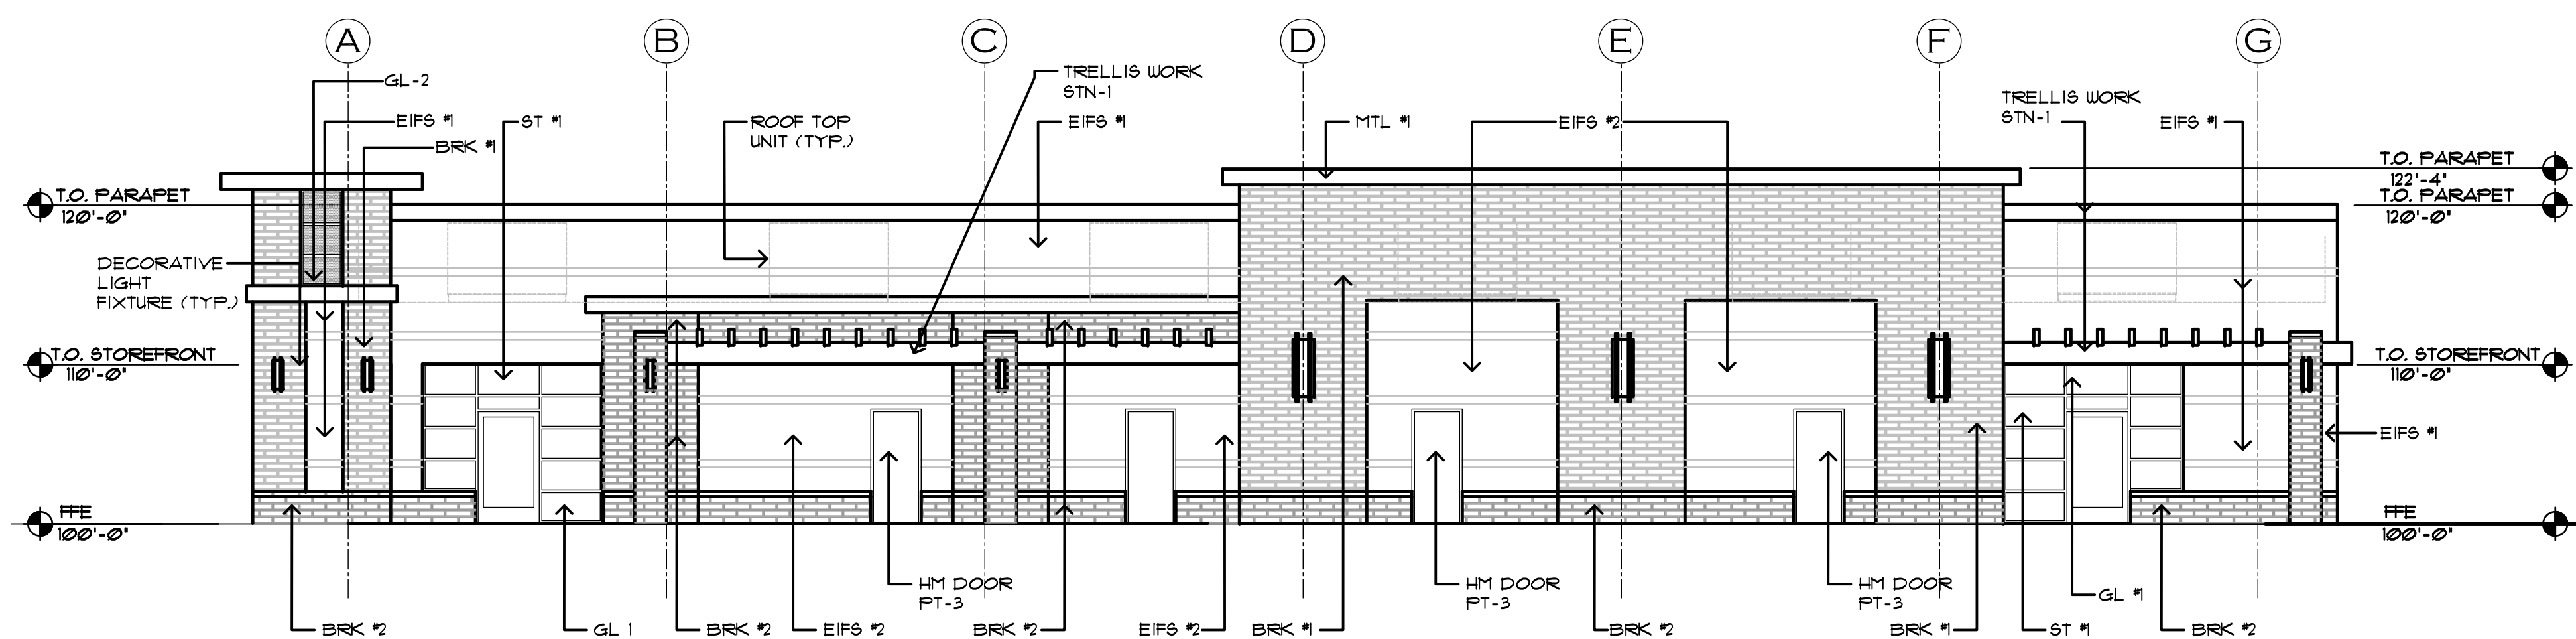 A
B
C
D
E
F
G
GL-2
EIFS #1
BRK #1
ST #1
ROOF TOP
UNIT (TYP.)
TRELLIS WORK
STN-1
EIFS #1
MTL #1
EIFS #2
TRELLIS WORK
STN-1
EIFS #1
T.O. PARAPET
122'-4"
T.O. PARAPET
120'-0"
T.O. PARAPET
120'-0"
DECORATIVE
LIGHT
FIXTURE (TYP.)
T.O. STOREFRONT
110'-0"
T.O. STOREFRONT
110'-0"
EIFS #1
FFE
100'-0"
FFE
100'-0"
HM DOOR
PT-3
HM DOOR
PT-3
HM DOOR
PT-3
GL #1
BRK #2
GL 1
BRK #2
EIFS #2
BRK #2
EIFS #2
BRK #1
BRK #2
BRK #1
ST #1
BRK #2